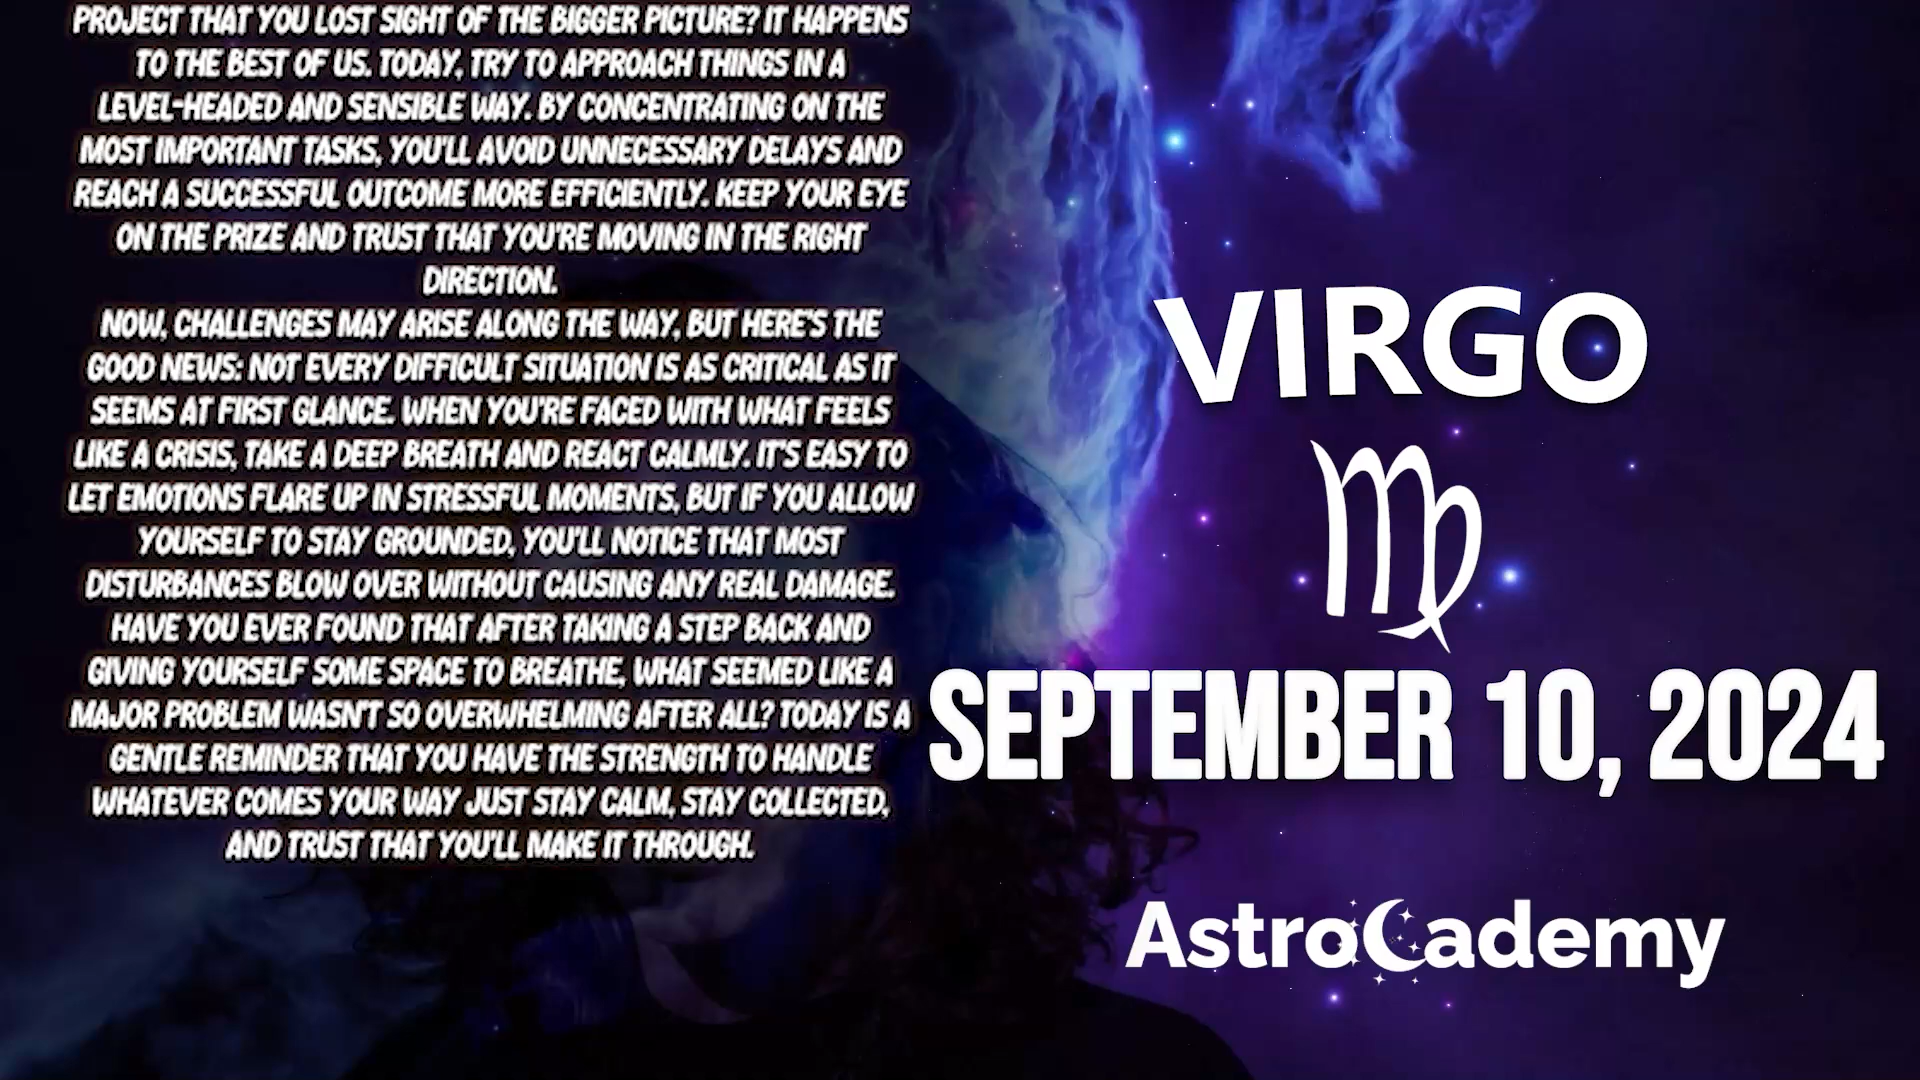 PROJECT THAT YOU LOST SIGHT OF THE BIGGER PICTURE? IT HAPPENS
TO THE BEST OF US. TODAY, TRY TO APPROACH THINGS IN A
LEVEL-HEADED AND SENSIBLE WAY. BY CONCENTRATING ON THE
MOST IMPORTANT TASKS, YOU'LL AVOID UNNECESSARY DELAYS AND
REACH A SUCCESSFUL OUTCOME MORE EFFICIENTLY. KEEP YOUR EYE
ON THE PRIZE AND TRUST THAT YOU'RE MOVING IN THE RIGHT
DIRECTION.
NOW, CHALLENGES MAY ARISE ALONG THE WAY, BUT HERE'S THE
GOOD NEWS: NOT EVERY DIFFICULT SITUATION IS AS CRITICAL AS IT
SEEMS AT FIRST GLANCE. WHEN YOU'RE FACED WITH WHAT FEELS
LIKE A CRISIS, TAKE A DEEP BREATH AND REACT CALMLY. IT'S EASY TO
LET EMOTIONS FLARE UP IN STRESSFUL MOMENTS, BUT IF YOU ALLOW
YOURSELF TO STAY GROUNDED, YOU'LL NOTICE THAT MOST
DISTURBANCES BLOW OVER WITHOUT CAUSING ANY REAL DAMAGE.
HAVE YOU EVER FOUND THAT AFTER TAKING A STEP BACK AND
GIVING YOURSELF SOME SPACE TO BREATHE, WHAT SEEMED LIKE A
MAJOR PROBLEM WASN'T SO OVERWHELMING AFTER ALL? TODAY IS A
GENTLE REMINDER THAT YOU HAVE THE STRENGTH TO HANDLE
WHATEVER COMES YOUR WAY JUST STAY CALM, STAY COLLECTED,
AND TRUST THAT YOU'LL MAKE IT THROUGH.
VIRGO
♍
SEPTEMBER 10, 2024
AstroCademy